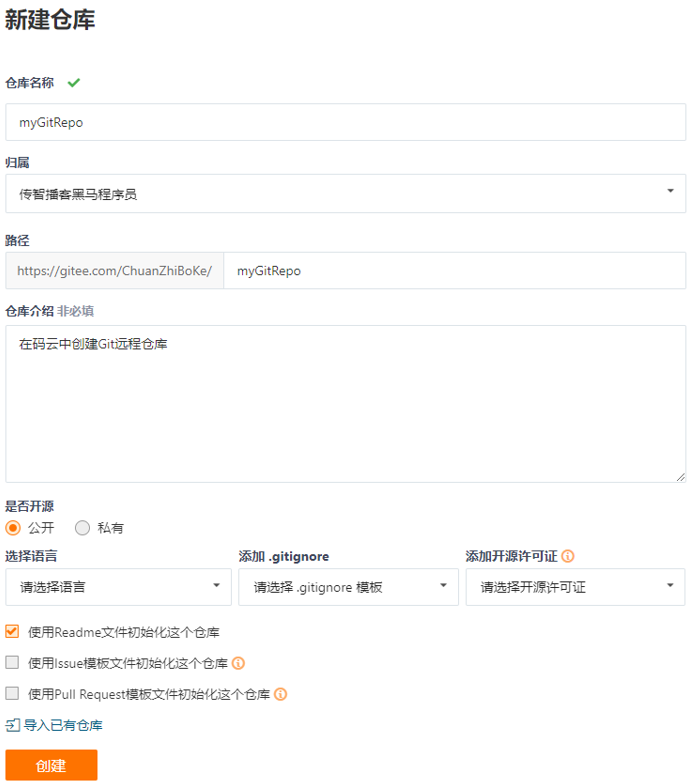 新建仓库
仓库名称
myGitRepo
归属
传智播客黑马程序员
路径
https://gitee.com/ChuanZhiBoKe/ myGitRepo
仓库介绍 非必填
在码云中创建Git远程仓库
是否开源
公开 私有
选择语言 添加 .gitignore 添加开源许可证
请选择语言 请选择 .gitignore 模板 请选择开源许可证
使用Readme文件初始化这个仓库
使用Issue模板文件初始化这个仓库
使用Pull Request模板文件初始化这个仓库
导入已有仓库
创建